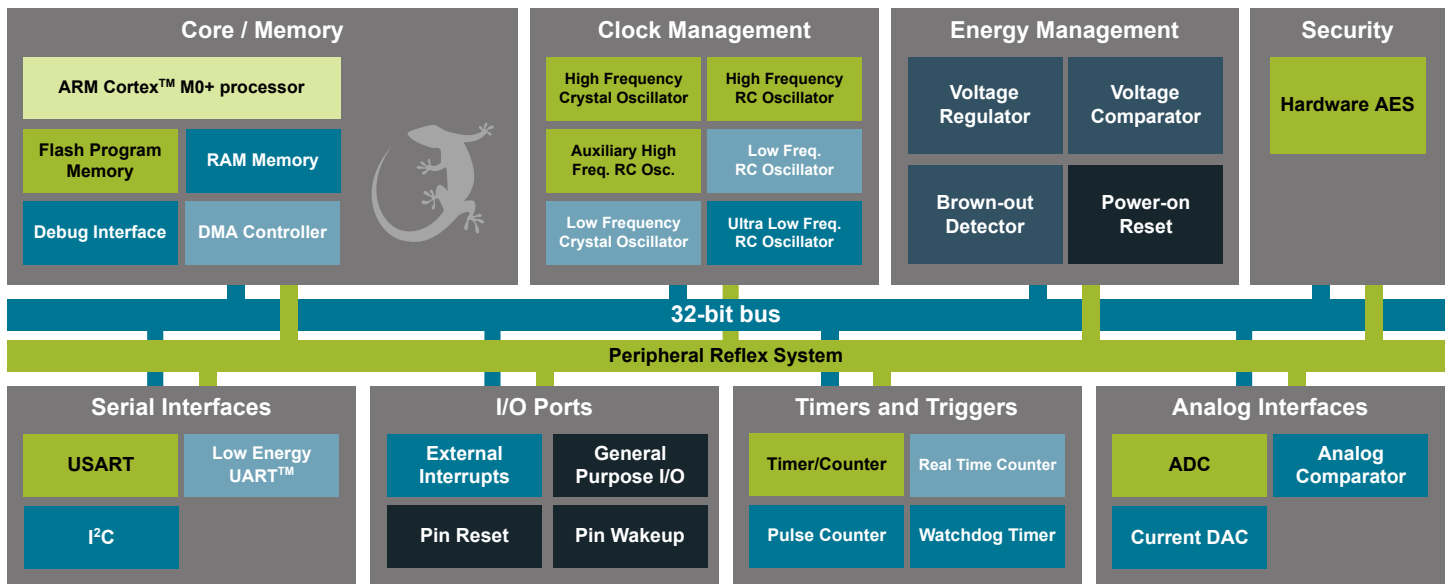 Core / Memory
ARM Cortex™ M0+ processor
Flash Program
Memory
RAM Memory
Debug Interface
DMA Controller
Clock Management
High Frequency
Crystal Oscillator
High Frequency
RC Oscillator
Auxiliary High
Freq. RC Osc.
Low Freq.
RC Oscillator
Low Frequency
Crystal Oscillator
Ultra Low Freq.
RC Oscillator
Energy Management
Voltage
Regulator
Voltage
Comparator
Brown-out
Detector
Power-on
Reset
Security
Hardware AES
32-bit bus
Peripheral Reflex System
Serial Interfaces
USART
Low Energy
UART™
I²C
I/O Ports
External
Interrupts
General
Purpose I/O
Pin Reset
Pin Wakeup
Timers and Triggers
Timer/Counter
Real Time Counter
Pulse Counter
Watchdog Timer
Analog Interfaces
ADC
Analog
Comparator
Current DAC